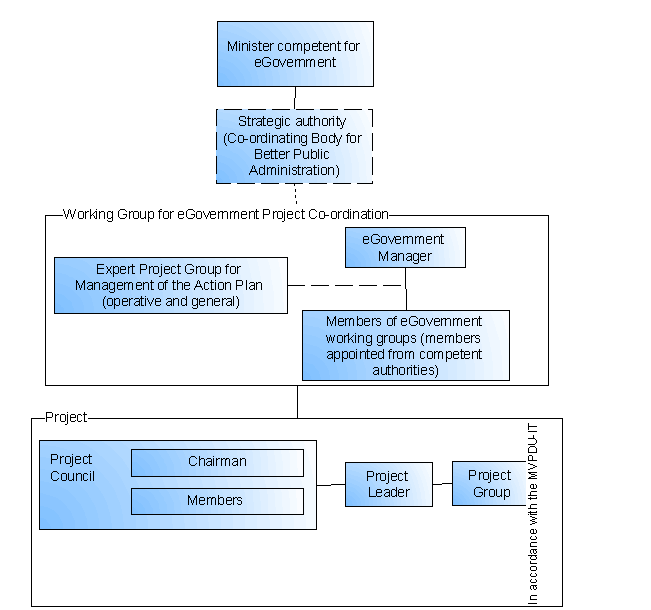 Minister competent for
eGovernment
Strategic authority
(Co-ordinating Body for
Better Public
Administration)
Working Group for eGovernment Project Co-ordination
eGovernment
Manager
Expert Project Group for
Management of the Action Plan
(operative and general)
Members of eGovernment
working groups (members
appointed from competent
authorities)
Project
Project
Council
Chairman
Members
Project
Leader
Project
Group
In accordance with the MVPDU-IT